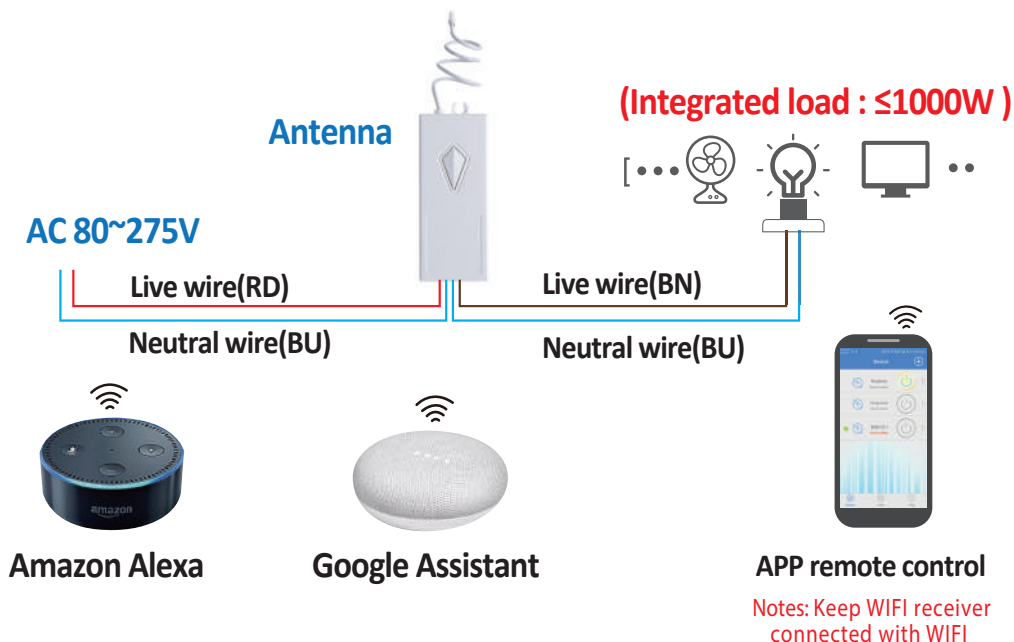 (Integrated load : ≤1000W )
Antenna
AC 80~275V
Live wire(RD)
Live wire(BN)
Neutral wire(BU)
Neutral wire(BU)
Device
amazon
Amazon Alexa
Google Assistant
APP remote control
Notes: Keep WIFI receiver
connected with WIFI